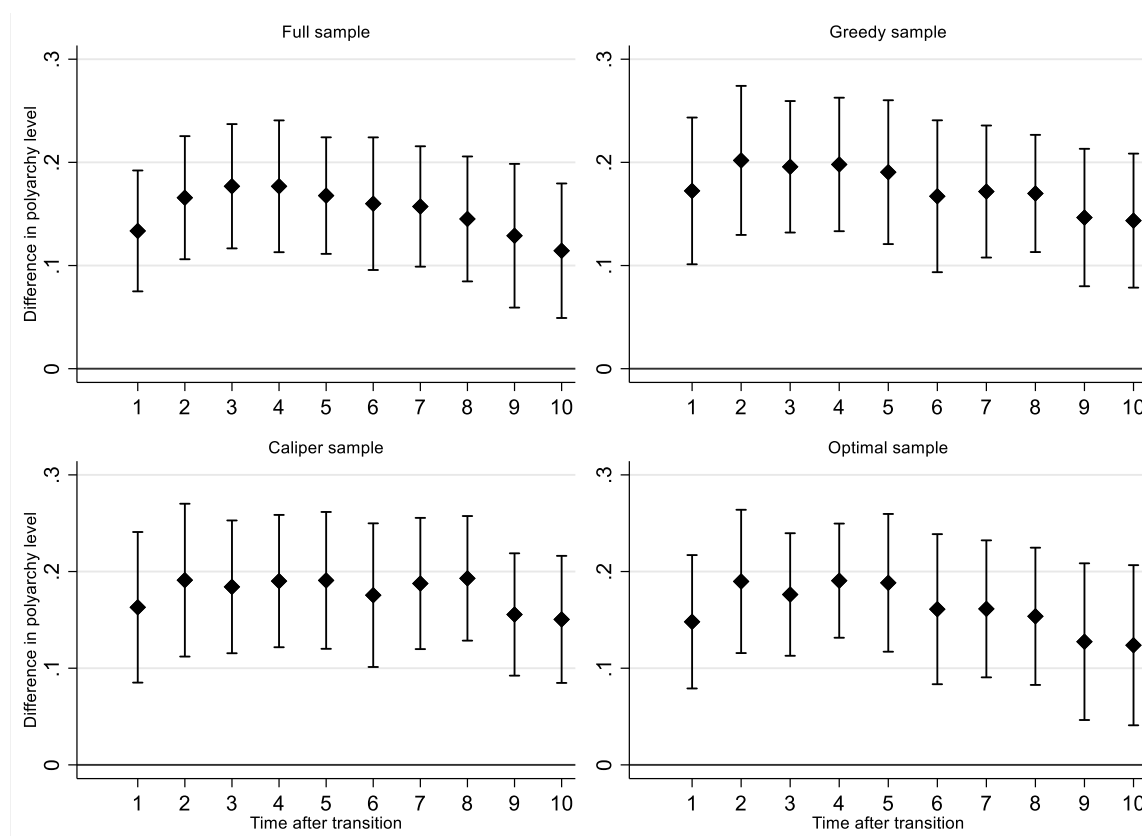 Full sample
Greedy sample
Difference in polyarchy level
.3
.2
.1
0
1 2 3 4 5 6 7 8 9 10
.3
.2
.1
0
1 2 3 4 5 6 7 8 9 10
Caliper sample
Optimal sample
Difference in polyarchy level
.3
.2
.1
0
1 2 3 4 5 6 7 8 9 10
Time after transition
.3
.2
.1
0
1 2 3 4 5 6 7 8 9 10
Time after transition